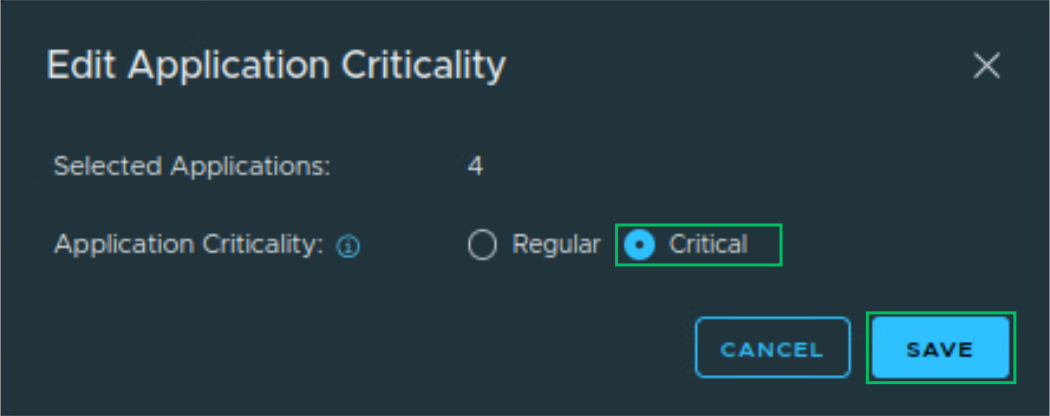 Edit Application Criticality
Selected Applications: 4
Application Criticality: Regular Critical
CANCEL SAVE